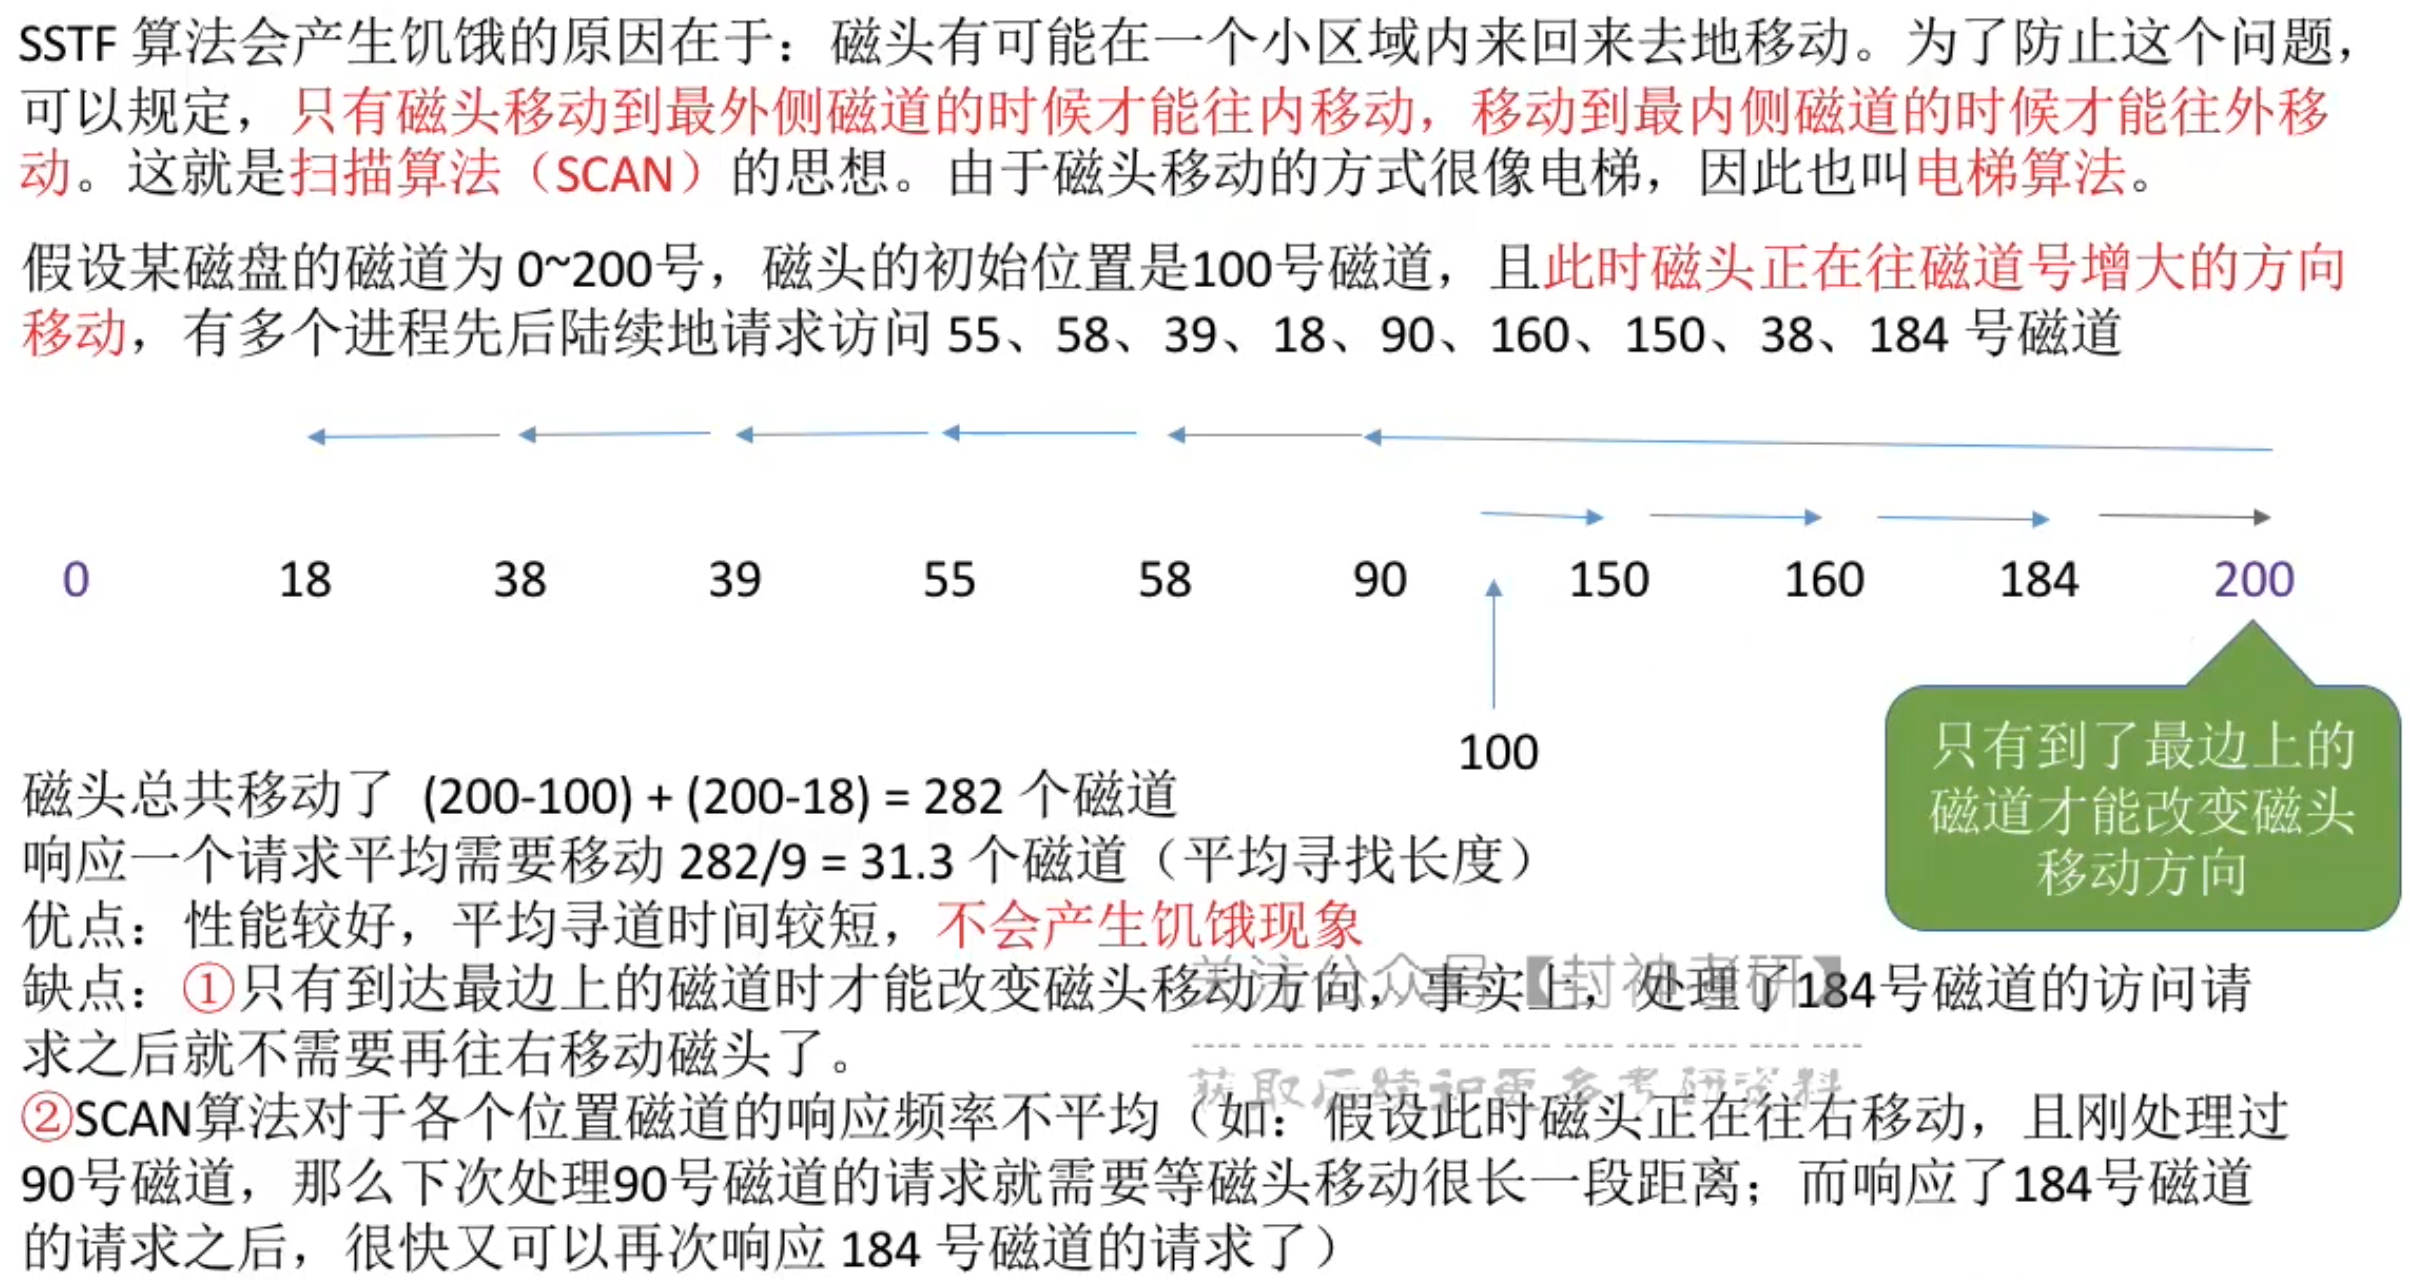 SSTF 算法会产生饥饿的原因在于：磁头有可能在一个小区域内来回来去地移动。为了防止这个问题，
可以规定，只有磁头移动到最外侧磁道的时候才能往内移动，移动到最内侧磁道的时候才能往外移
动。这就是扫描算法（SCAN）的思想。由于磁头移动的方式很像电梯，因此也叫电梯算法。
假设某磁盘的磁道为 0~200号，磁头的初始位置是100号磁道，且此时磁头正在往磁道号增大的方向
移动，有多个进程先后陆续地请求访问 55、58、39、18、90、160、150、38、184 号磁道
0 18 38 39 55 58 90 150 160 184 200
100
只有到了最边上的
磁道才能改变磁头
移动方向
磁头总共移动了 (200-100) + (200-18) = 282 个磁道
响应一个请求平均需要移动 282/9 = 31.3 个磁道（平均寻找长度）
优点：性能较好，平均寻道时间较短，不会产生饥饿现象
缺点：①只有到达最边上的磁道时才能改变磁头移动方向，事实上，处理了184号磁道的访问请
求之后就不需要再往右移动磁头了。
关注公众号【封神考研】
获取后续和更多考研资料
②SCAN算法对于各个位置磁道的响应频率不平均（如：假设此时磁头正在往右移动，且刚处理过
90号磁道，那么下次处理90号磁道的请求就需要等磁头移动很长一段距离；而响应了184号磁道
的请求之后，很快又可以再次响应 184 号磁道的请求了）